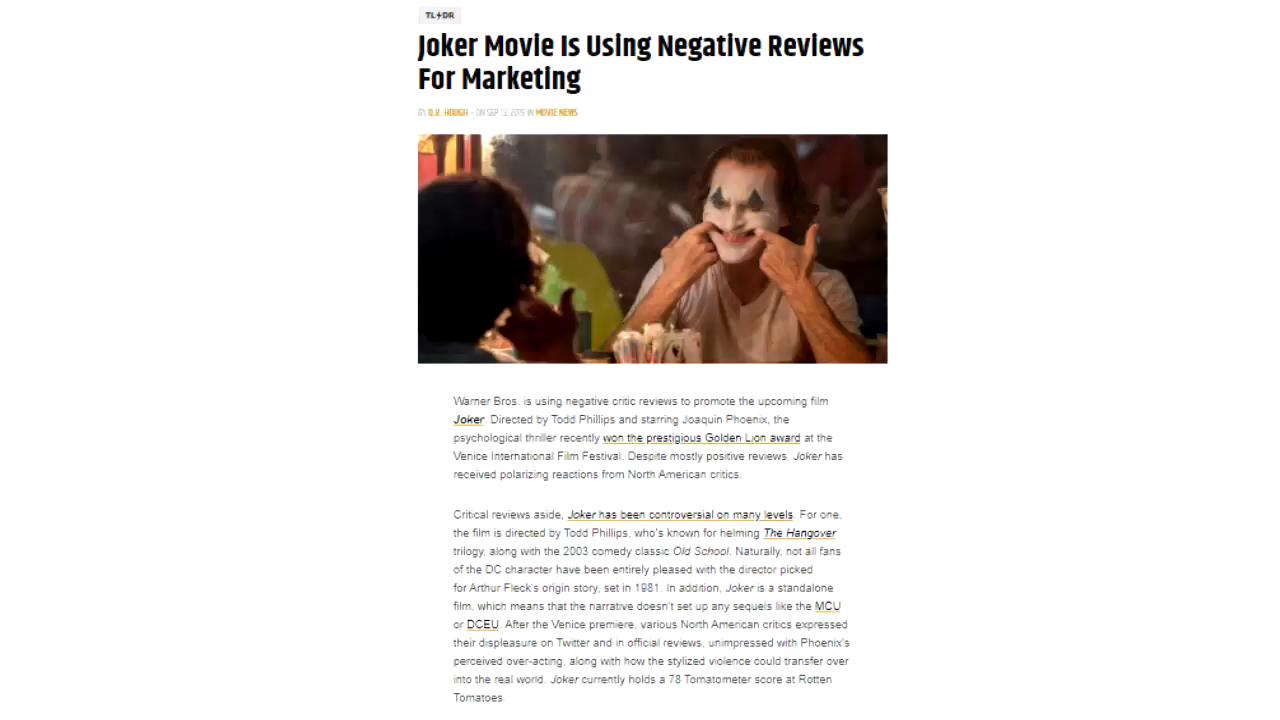 TL⚡DR
Joker Movie Is Using Negative Reviews
For Marketing
BY Q.V. HOUGH - ON SEP 13, 2019 IN MOVIE NEWS
Warner Bros. is using negative critic reviews to promote the upcoming film
Joker. Directed by Todd Phillips and starring Joaquin Phoenix, the
psychological thriller recently won the prestigious Golden Lion award at the
Venice International Film Festival. Despite mostly positive reviews, Joker has
received polarizing reactions from North American critics.
Critical reviews aside, Joker has been controversial on many levels. For one,
the film is directed by Todd Phillips, who's known for helming The Hangover
trilogy, along with the 2003 comedy classic Old School. Naturally, not all fans
of the DC character have been entirely pleased with the director picked
for Arthur Fleck's origin story, set in 1981. In addition, Joker is a standalone
film, which means that the narrative doesn't set up any sequels like the MCU
or DCEU. After the Venice premiere, various North American critics expressed
their displeasure on Twitter and in official reviews, unimpressed with Phoenix's
perceived over-acting, along with how the stylized violence could transfer over
into the real world. Joker currently holds a 78 Tomatometer score at Rotten
Tomatoes.